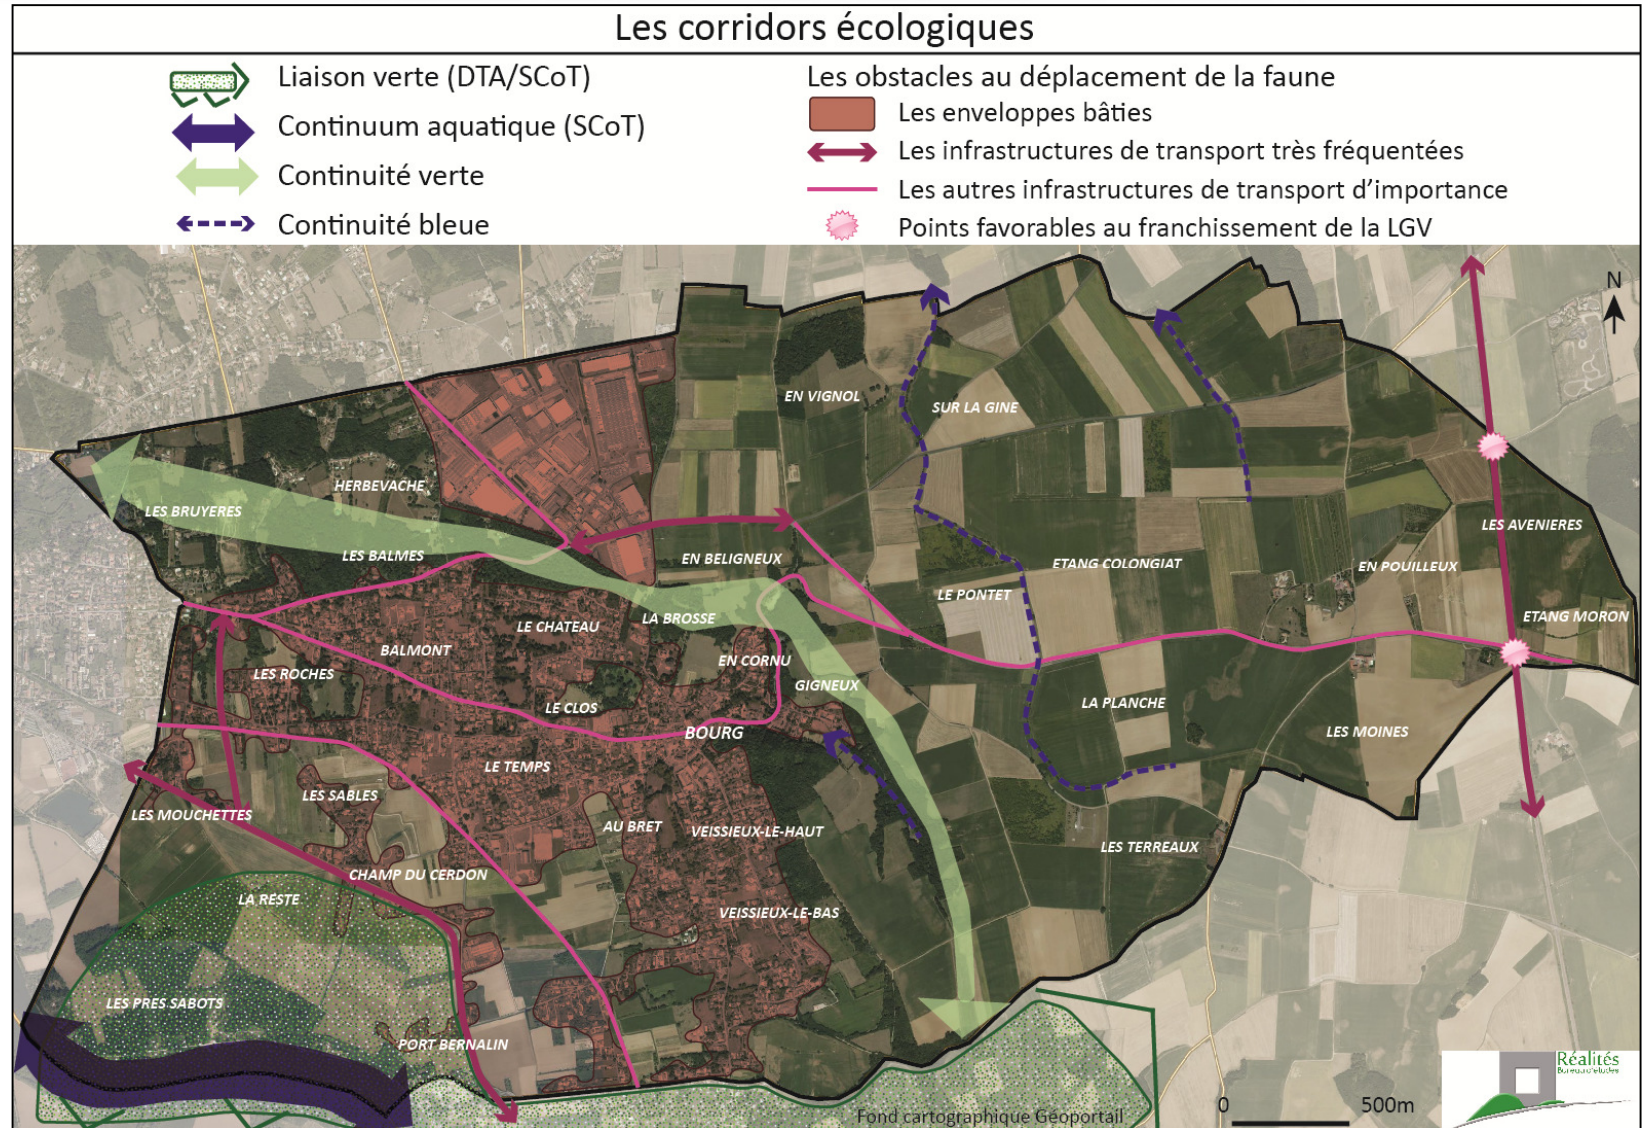 Les corridors écologiques
Liaison verte (DTA/SCoT)
Continuum aquatique (SCoT)
Continuité verte
Continuité bleue
Les obstacles au déplacement de la faune
Les enveloppes bâties
Les infrastructures de transport très fréquentées
Les autres infrastructures de transport d'importance
Points favorables au franchissement de la LGV
N
EN VIGNOL
SUR LA GINE
HERBEVACHE
LES BRUYERES
LES AVENIERES
LES BALMES
EN BELIGNEUX
ETANG COLONGIAT
EN POUILLEUX
LE PONTET
ETANG MORON
LE CHATEAU
LA BROSSE
BALMONT
EN CORNU
LES ROCHES
GIGNEUX
LE CLOS
LA PLANCHE
BOURG
LES MOINES
LE TEMPS
LES SABLES
LES MOUCHETTES
AU BRET
VEISSIEUX-LE-HAUT
LES TERREAUX
CHAMP DU CERDON
LA RESTE
VEISSIEUX-LE-BAS
LES PRES SABOTS
PORT BERNALIN
Fond cartographique Géoportail
0
500m
Réalités
Bureau d'études